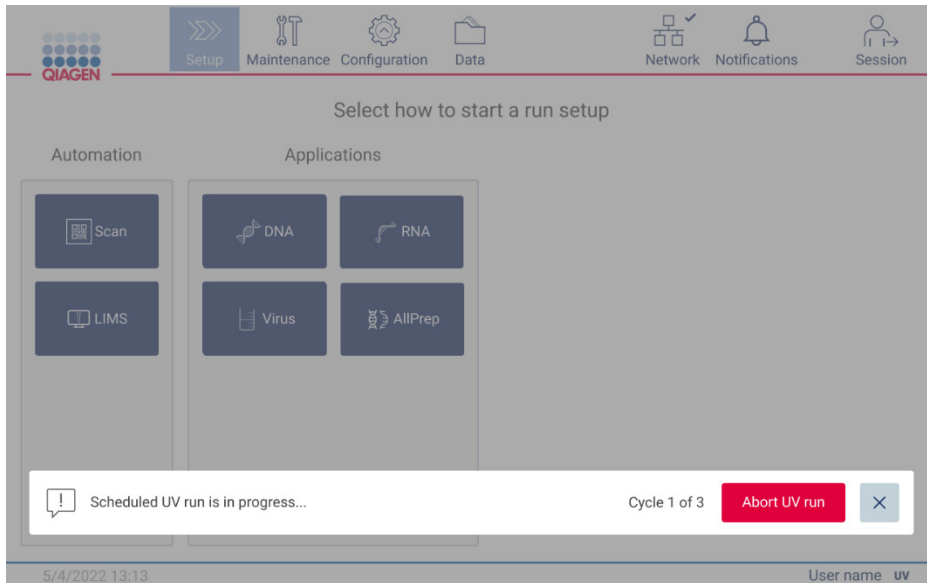 QIAGEN
Setup
Maintenance
Configuration
Data
Network
Notifications
Session
Select how to start a run setup
Automation
Applications
Scan
DNA
RNA
LIMS
Virus
AllPrep
Scheduled UV run is in progress...
Cycle 1 of 3
Abort UV run
5/4/2022 13:13
User name UV